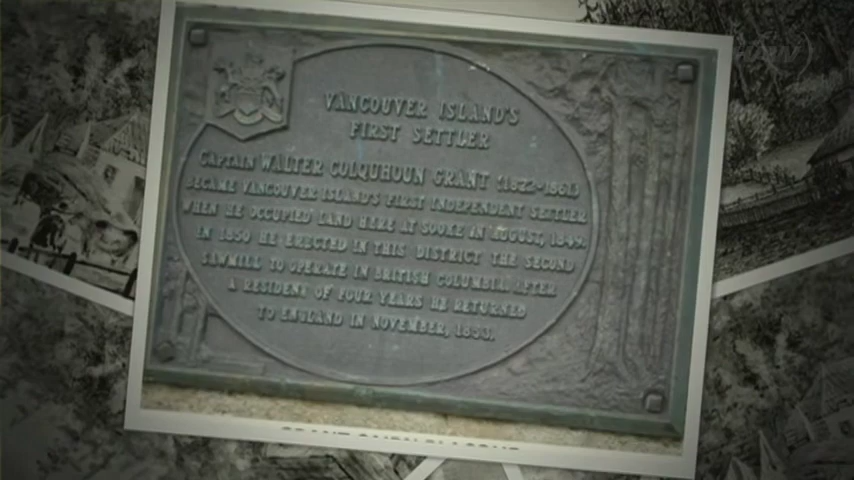 VANCOUVER ISLAND'S
FIRST SETTLER
CAPTAIN WALTER COLQUHOUN GRANT (1822-1861)
BECAME VANCOUVER ISLAND'S FIRST INDEPENDENT SETTLER
WHEN HE OCCUPIED LAND HERE AT SOOKE IN AUGUST, 1849.
IN 1850 HE ERECTED IN THIS DISTRICT THE SECOND
SAWMILL TO OPERATE IN BRITISH COLUMBIA. AFTER
A RESIDENT OF FOUR YEARS HE RETURNED
TO ENGLAND IN NOVEMBER, 1853.